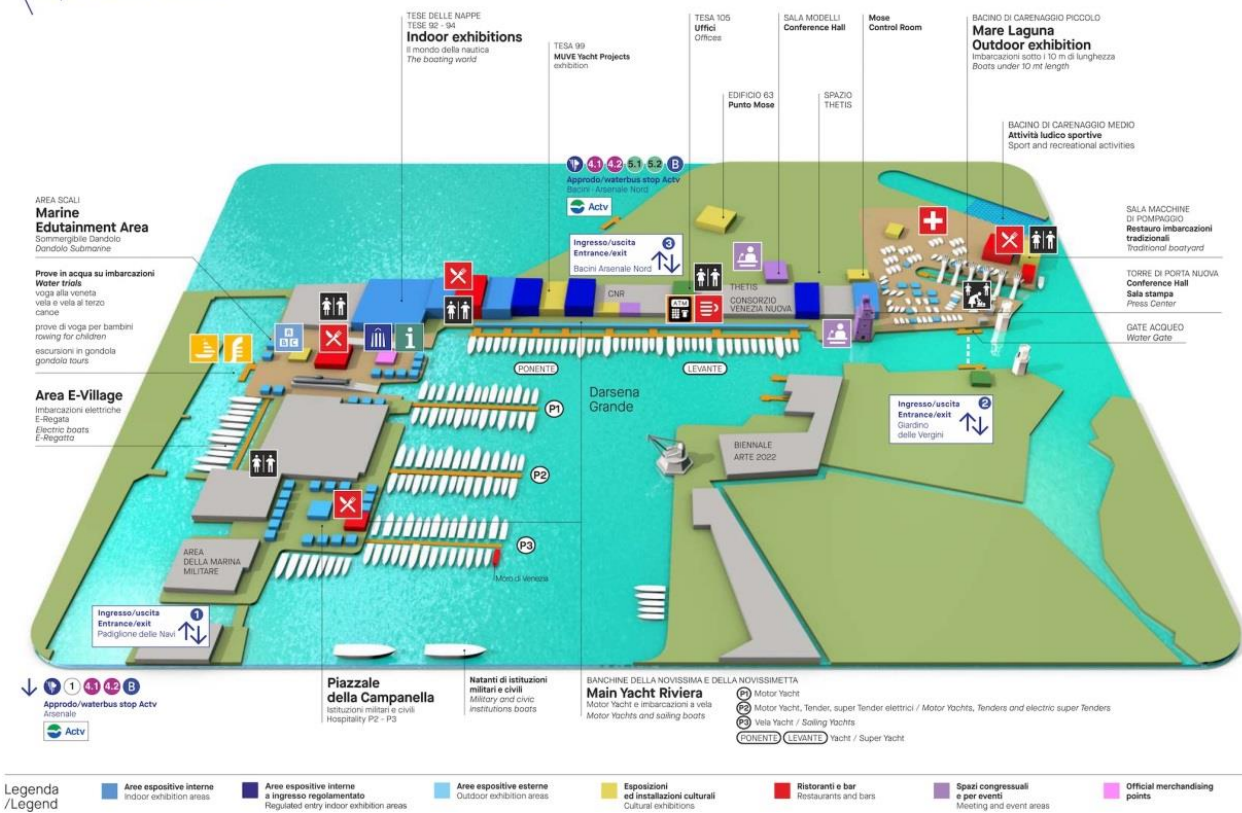 TESE DELLE NAPPE
TESE 92 - 94
Indoor exhibitions
Il mondo della nautica
The boating world
TESA 99
MUVE Yacht Projects
exhibition
TESA 105
Uffici
Offices
SALA MODELLI
Conference Hall
Mose
Control Room
BACINO DI CARENAGGIO PICCOLO
Mare Laguna
Outdoor exhibition
Imbarcazioni sotto i 10 m di lunghezza
Boots under 10 mt length
EDIFICIO 63
Punto Mose
SPAZIO
THETIS
BACINO DI CARENAGGIO MEDIO
Attività ludico sportive
Sport and recreational activities
4.1 4.2 5.1 5.2 B
Approdo/waterbus stop Actv
Bacini - Arsenale Nord
Actv
AREA SCALI
Marine
Edutainment Area
Sommergibile Dandolo
Dandolo Submarine
SALA MACCHINE
DI POMPAGGIO
Restauro imbarcazioni
tradizionali
Traditional boatyard
Ingresso/uscita 3
Entrance/exit
Bacini Arsenale Nord
Prove in acqua su imbarcazioni
Water trials
voga alla veneta
vela e vela al terzo
canoe
prove di voga per bambini
rowing for children
escursioni in gondola
gondola tours
TORRE DI PORTA NUOVA
Conference Hall
Sala stampa
Press Center
CNR
ATM
THETIS
CONSORZIO
VENEZIA NUOVA
GATE ACQUEO
Water Gate
A
B C
i
PONENTE
LEVANTE
Darsena
Grande
Area E-Village
Imbarcazioni elettriche
E-Regata
Electric boats
E-Regatta
P1
P2
P3
Ingresso/uscita 2
Entrance/exit
Giardino
delle Vergini
BIENNALE
ARTE 2022
AREA
DELLA MARINA
MILITARE
Moro di Venezia
Ingresso/uscita 1
Entrance/exit
Padiglione delle Navi
1 4.1 4.2 B
Approdo/waterbus stop Actv
Arsenale
Actv
Piazzale
della Campanella
Istituzioni militari e civili
Hospitality P2 - P3
Natanti di istituzioni
militari e civili
Military and civic
institutions boats
BANCHINE DELLA NOVISSIMA E DELLA NOVISSIMETTA
Main Yacht Riviera
Motor Yacht e imbarcazioni a vela
Motor Yachts and sailing boats
P1 Motor Yacht
P2 Motor Yacht, Tender, super Tender elettrici / Motor Yachts, Tenders and electric super Tenders
P3 Vela Yacht / Sailing Yachts
PONENTE LEVANTE Yacht / Super Yacht
Legenda
/Legend
Aree espositive interne
Indoor exhibition areas
Aree espositive interne
a ingresso regolamentato
Regulated entry indoor exhibition areas
Aree espositive esterne
Outdoor exhibition areas
Esposizioni
ed installazioni culturali
Cultural exhibitions
Ristoranti e bar
Restaurants and bars
Spazi congressuali
e per eventi
Meeting and event areas
Official merchandising
points